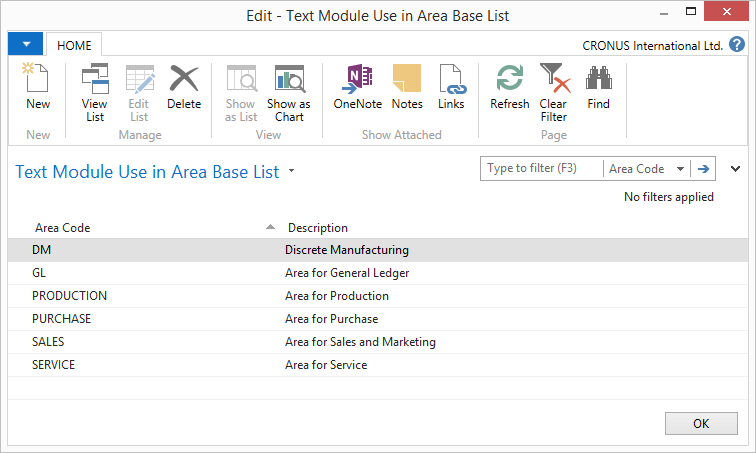 Edit - Text Module Use in Area Base List
HOME
CRONUS International Ltd.
?
New
View List
Edit List
Delete
Show as List
Show as Chart
OneNote
Notes
Links
Refresh
Clear Filter
Find
New
Manage
View
Show Attached
Page
Text Module Use in Area Base List
Type to filter (F3)
Area Code
No filters applied
Area Code Description
DM Discrete Manufacturing
GL Area for General Ledger
PRODUCTION Area for Production
PURCHASE Area for Purchase
SALES Area for Sales and Marketing
SERVICE Area for Service
OK